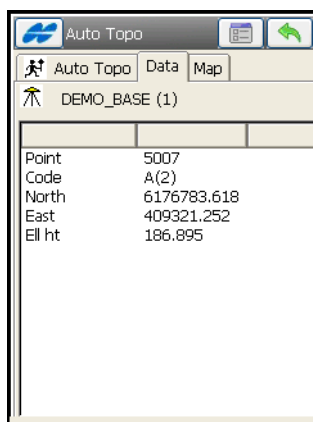 Auto Topo
Auto Topo Data Map
DEMO_BASE (1)
Point 5007
Code A(2)
North 6176783.618
East 409321.252
Ell ht 186.895